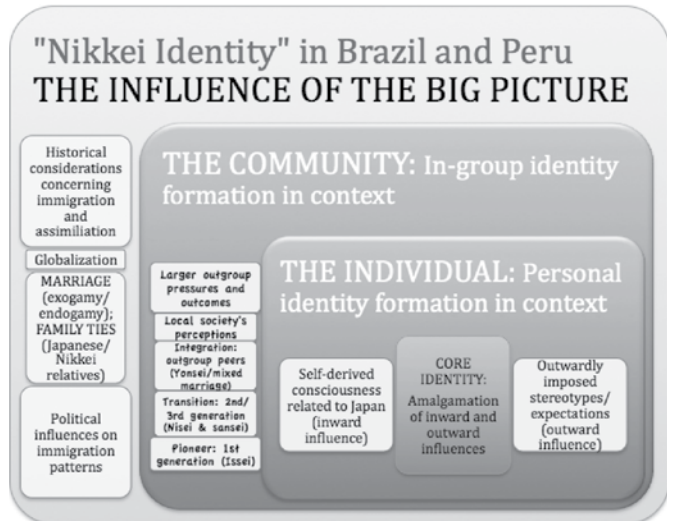 "Nikkei Identity" in Brazil and Peru
THE INFLUENCE OF THE BIG PICTURE
Historical
considerations
concerning
immigration
and
assimiliation
Globalization
MARRIAGE
(exogamy/
endogamy);
FAMILY TIES
(Japanese/
Nikkei
relatives)
Political
influences on
immigration
patterns
THE COMMUNITY: In-group identity
formation in context
Larger outgroup
pressures and
outcomes
Local society's
perceptions
Integration:
outgroup peers
(Yonsei/mixed
marriage)
Transition: 2nd/
3rd generation
(Nisei & sansei)
Pioneer: 1st
generation (Issei)
THE INDIVIDUAL: Personal
identity formation in context
Self-derived
consciousness
related to Japan
(inward
influence)
CORE
IDENTITY:
Amalgamation
of inward and
outward
influences
Outwardly
imposed
stereotypes/
expectations
(outward
influence)